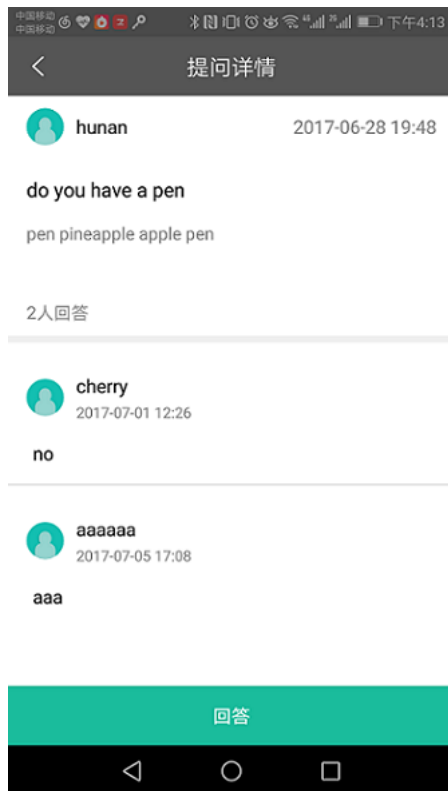 中国移动
中国移动
下午4:13
提问详情
hunan 2017-06-28 19:48
do you have a pen
pen pineapple apple pen
2人回答
cherry
2017-07-01 12:26
no
aaaaaa
2017-07-05 17:08
aaa
回答